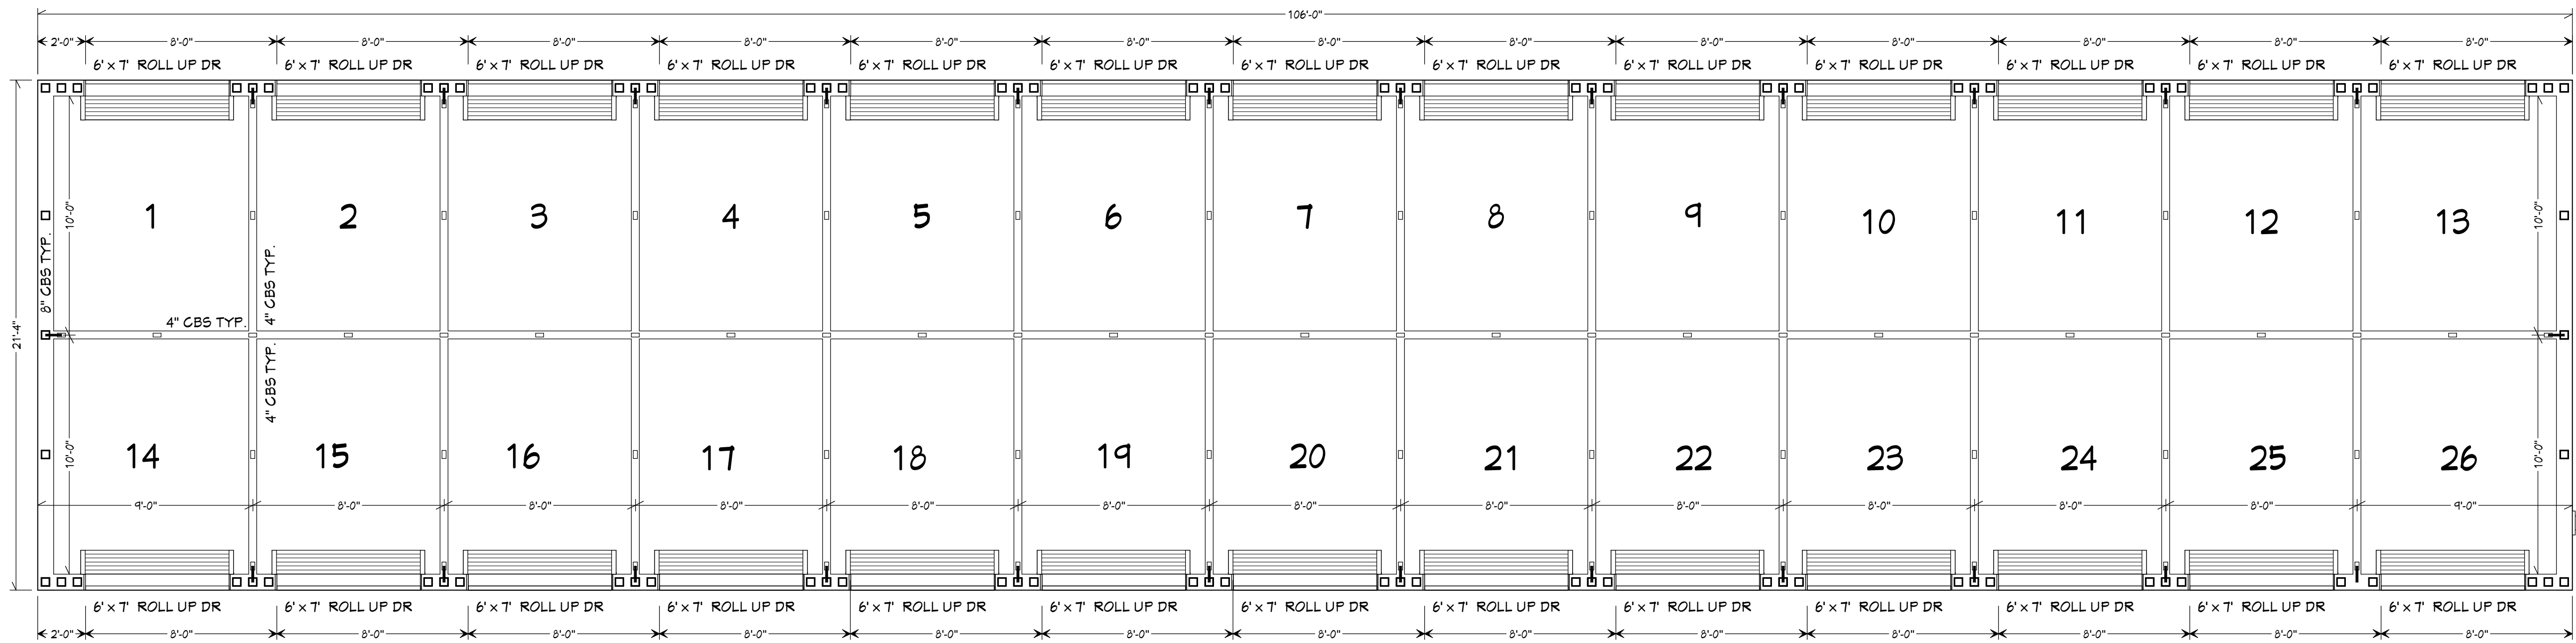 106'-0"
2'-0" 8'-0" 8'-0" 8'-0" 8'-0" 8'-0" 8'-0" 8'-0" 8'-0" 8'-0" 8'-0" 8'-0" 8'-0" 8'-0"
6' x 7' ROLL UP DR 6' x 7' ROLL UP DR 6' x 7' ROLL UP DR 6' x 7' ROLL UP DR 6' x 7' ROLL UP DR 6' x 7' ROLL UP DR 6' x 7' ROLL UP DR 6' x 7' ROLL UP DR 6' x 7' ROLL UP DR 6' x 7' ROLL UP DR 6' x 7' ROLL UP DR 6' x 7' ROLL UP DR 6' x 7' ROLL UP DR
10'-0" 1 2 3 4 5 6 7 8 9 10 11 12 13 10'-0"
8" CBS TYP.
4" CBS TYP.
4" CBS TYP.
21'-4"
4" CBS TYP.
10'-0" 14 15 16 17 18 19 20 21 22 23 24 25 26 10'-0"
9'-0" 8'-0" 8'-0" 8'-0" 8'-0" 8'-0" 8'-0" 8'-0" 8'-0" 8'-0" 8'-0" 8'-0" 9'-0"
6' x 7' ROLL UP DR 6' x 7' ROLL UP DR 6' x 7' ROLL UP DR 6' x 7' ROLL UP DR 6' x 7' ROLL UP DR 6' x 7' ROLL UP DR 6' x 7' ROLL UP DR 6' x 7' ROLL UP DR 6' x 7' ROLL UP DR 6' x 7' ROLL UP DR 6' x 7' ROLL UP DR 6' x 7' ROLL UP DR 6' x 7' ROLL UP DR
2'-0" 8'-0" 8'-0" 8'-0" 8'-0" 8'-0" 8'-0" 8'-0" 8'-0" 8'-0" 8'-0" 8'-0" 8'-0" 8'-0"